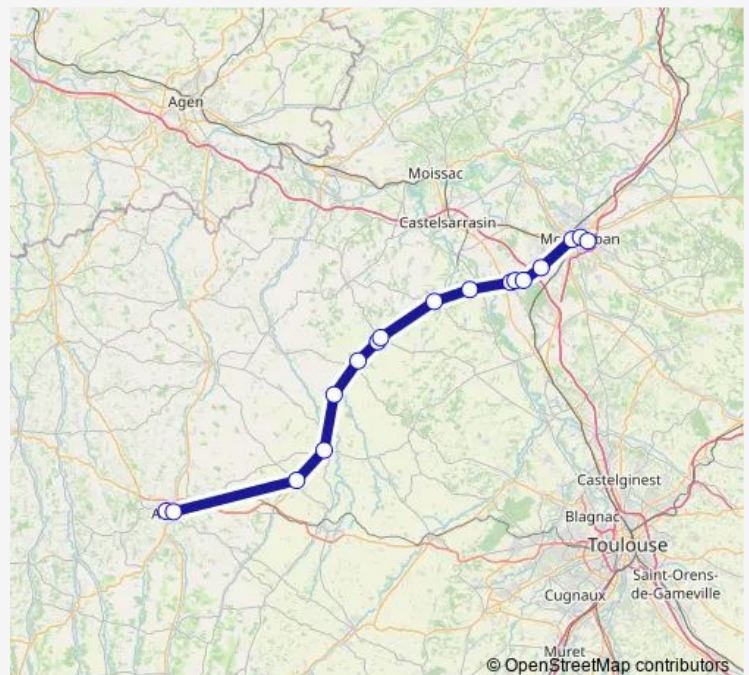 Agen
Moissac
Castelsarrasin
Castelginest
Blagnac
Toulouse
Saint-Orens-
de-Gameville
Cugnaux
Muret
© OpenStreetMap contributors